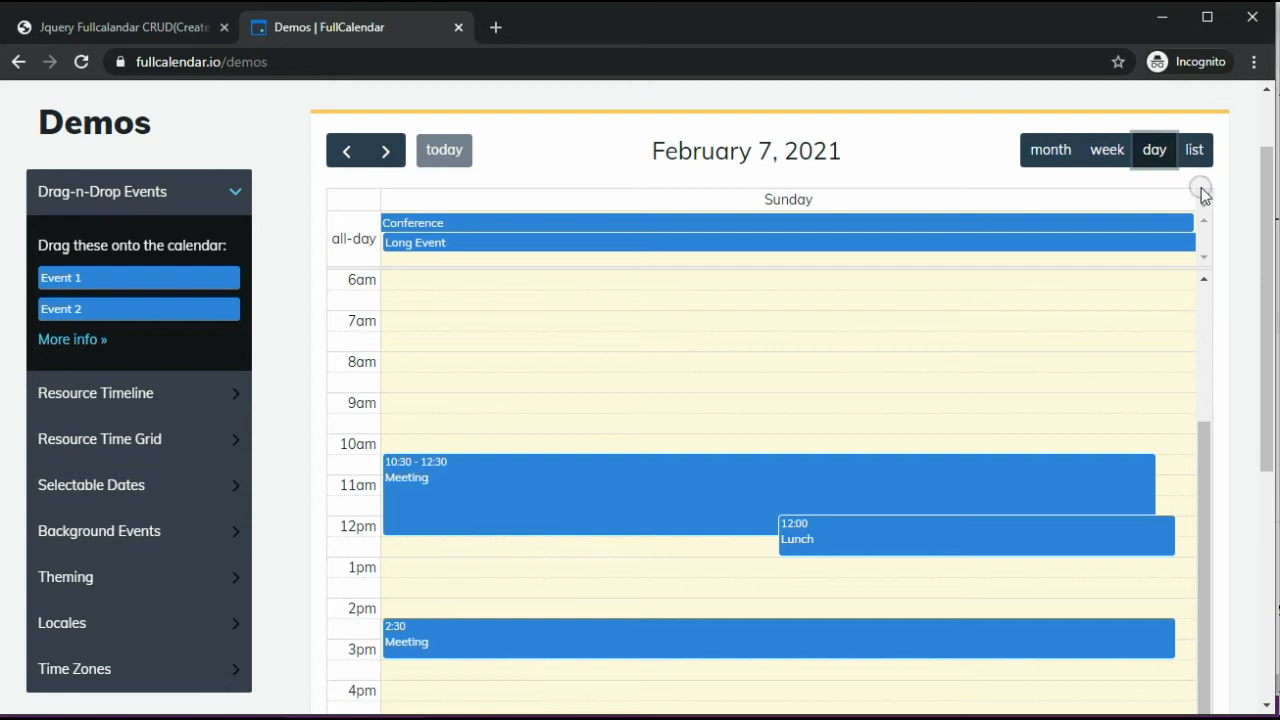 Jquery Fullcalandar CRUD(Create
Demos | FullCalendar
fullcalendar.io/demos
Incognito
Demos
Drag-n-Drop Events
Drag these onto the calendar:
Event 1
Event 2
More info »
Resource Timeline
Resource Time Grid
Selectable Dates
Background Events
Theming
Locales
Time Zones
today
February 7, 2021
month
week
day
list
Sunday
all-day
Conference
Long Event
6am
7am
8am
9am
10am
10:30 - 12:30
Meeting
11am
12pm
12:00
Lunch
1pm
2pm
2:30
Meeting
3pm
4pm